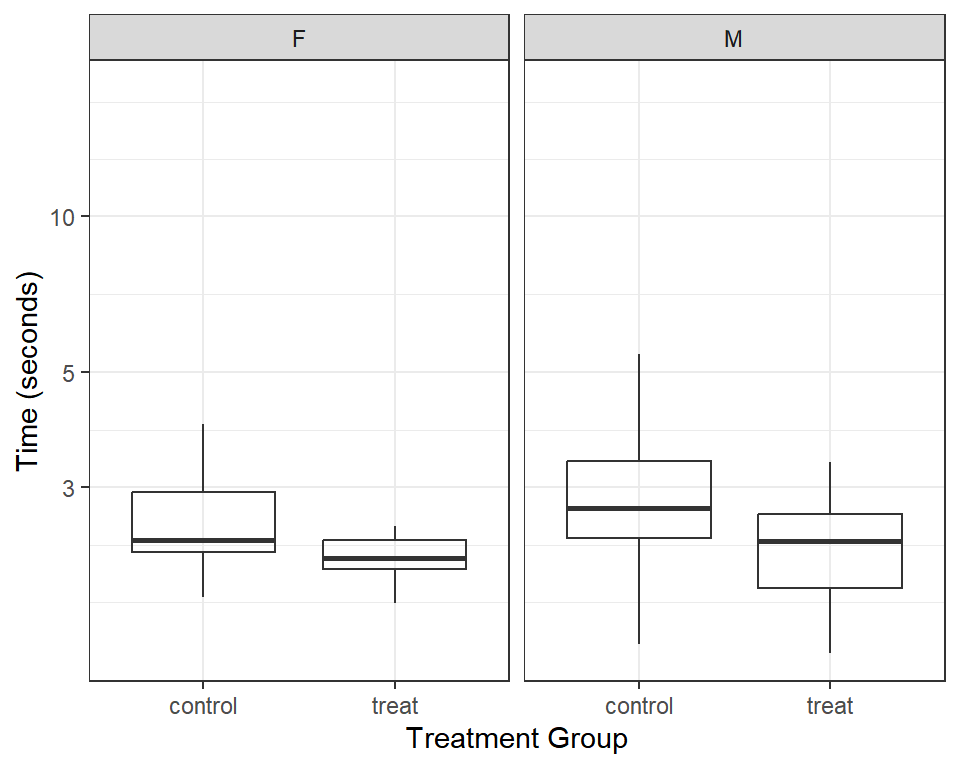 F
M
Time (seconds)
10
5
3
control
treat
control
treat
Treatment Group